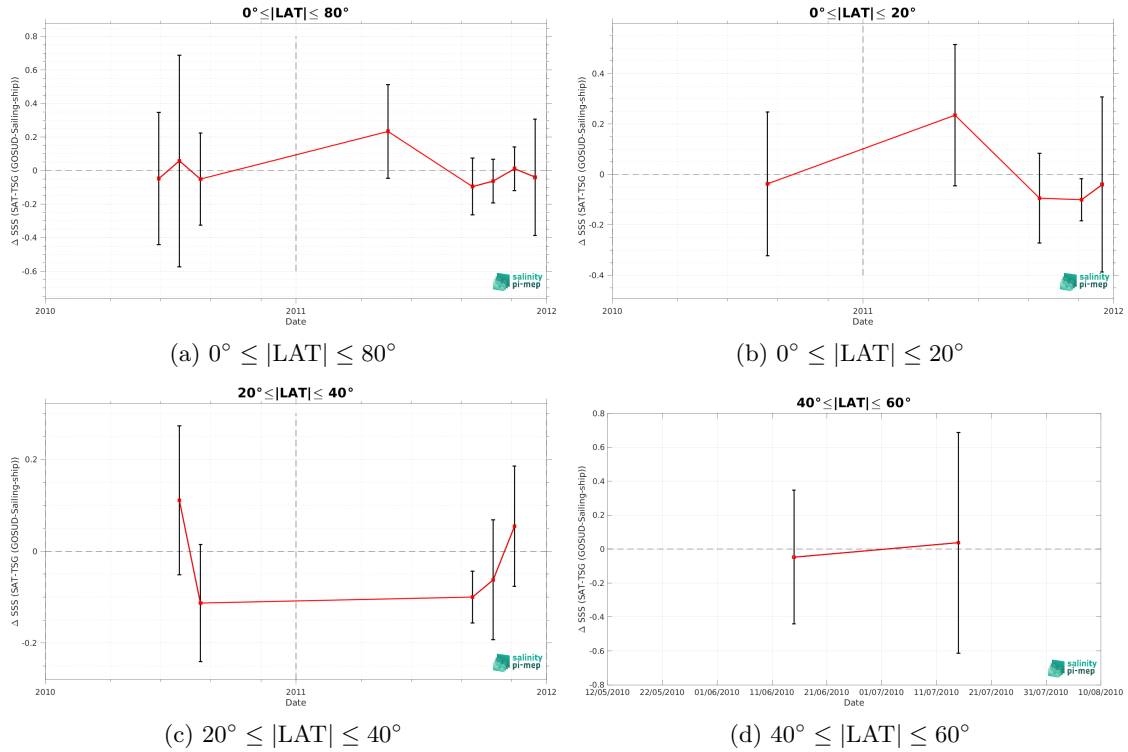 0°≤|LAT|≤ 80°
Δ SSS (SAT-TSG (GOSUD-Sailing-ship))
0.8
0.6
0.4
0.2
0
-0.2
-0.4
-0.6
2010
2011
2012
Date
salinity
pi-mep
(a) 0° ≤ |LAT| ≤ 80°
0°≤|LAT|≤ 20°
Δ SSS (SAT-TSG (GOSUD-Sailing-ship))
0.4
0.2
0
-0.2
-0.4
2010
2011
2012
Date
salinity
pi-mep
(b) 0° ≤ |LAT| ≤ 20°
20°≤|LAT|≤ 40°
Δ SSS (SAT-TSG (GOSUD-Sailing-ship))
0.2
0
-0.2
2010
2011
2012
Date
salinity
pi-mep
(c) 20° ≤ |LAT| ≤ 40°
40°≤|LAT|≤ 60°
Δ SSS (SAT-TSG (GOSUD-Sailing-ship))
0.8
0.6
0.4
0.2
0
-0.2
-0.4
-0.6
-0.8
12/05/2010 22/05/2010 01/06/2010 11/06/2010 21/06/2010 01/07/2010 11/07/2010 21/07/2010 31/07/2010 10/08/2010
Date
salinity
pi-mep
(d) 40° ≤ |LAT| ≤ 60°